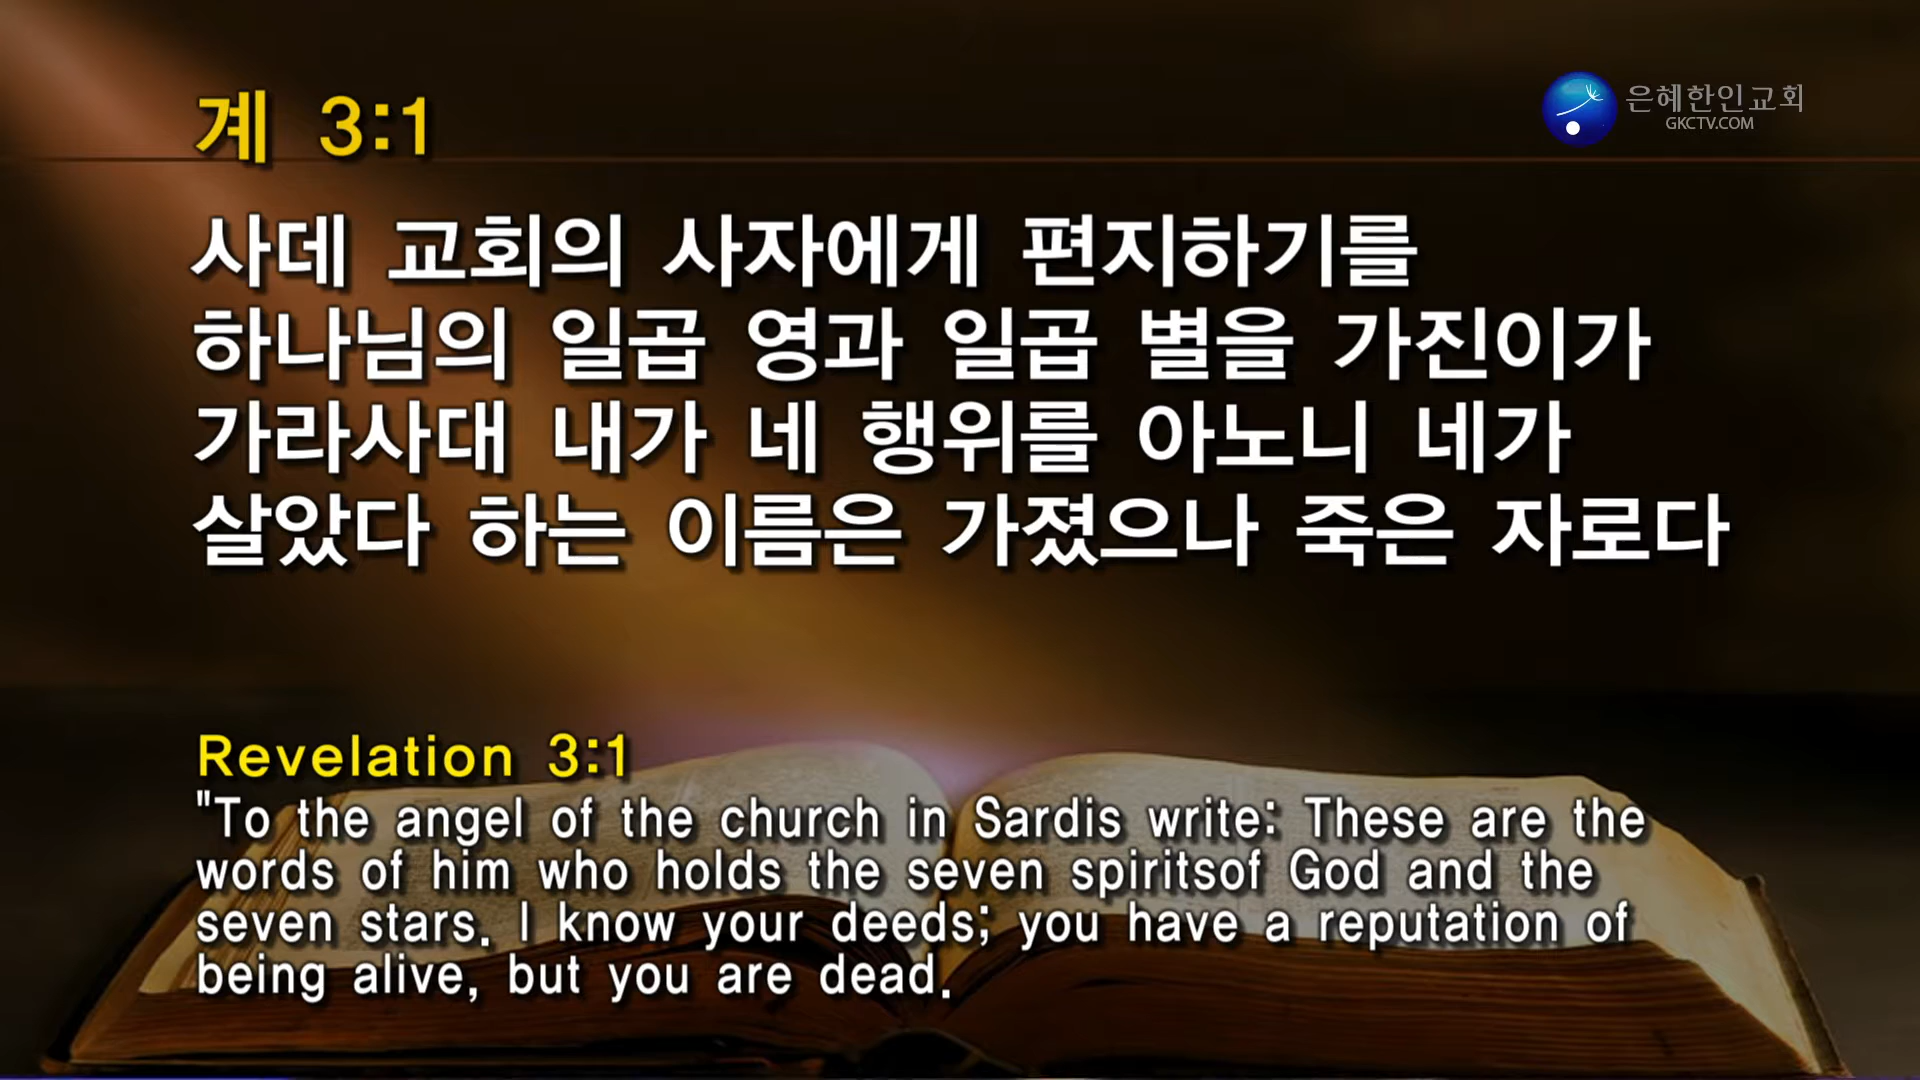 계 3:1
은혜한인교회
GKCTV.COM
사데 교회의 사자에게 편지하기를
하나님의 일곱 영과 일곱 별을 가진이가
가라사대 내가 네 행위를 아노니 네가
살았다 하는 이름은 가졌으나 죽은 자로다
Revelation 3:1
"To the angel of the church in Sardis write: These are the
words of him who holds the seven spiritsof God and the
seven stars. I know your deeds; you have a reputation of
being alive, but you are dead.